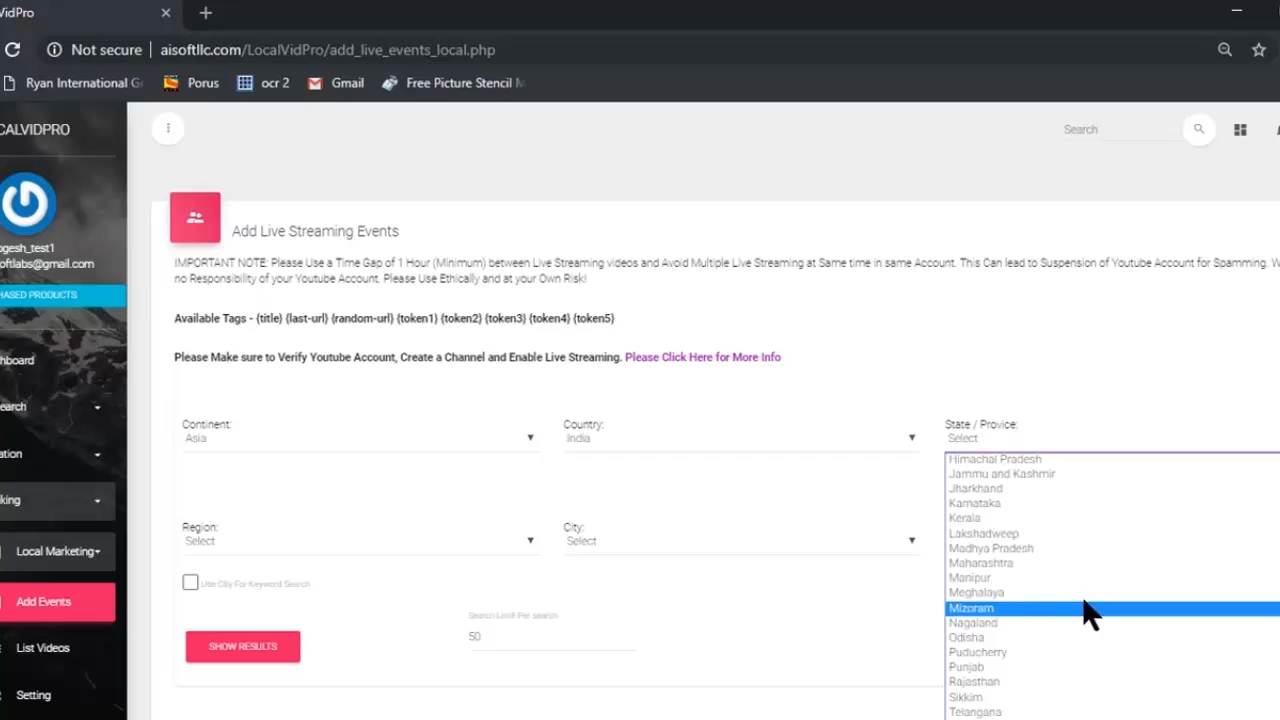 VidPro
Not secure | aisoftllc.com/LocalVidPro/add_live_events_local.php
Ryan International Gr
Porus
ocr 2
Gmail
Free Picture Stencil M
CALVIDPRO
Search
ogesh_test1
oftlabs@gmail.com
HASED PRODUCTS
hboard
earch
ation
king
Local Marketing
Add Events
List Videos
Setting
Add Live Streaming Events
IMPORTANT NOTE: Please Use a Time Gap of 1 Hour (Minimum) between Live Streaming videos and Avoid Multiple Live Streaming at Same time in same Account. This Can lead to Suspension of Youtube Account for Spamming. W
no Responsibility of your Youtube Account. Please Use Ethically and at your Own Risk!
Available Tags - {title} {last-url} {random-url} {token1} {token2} {token3} {token4} {token5}
Please Make sure to Verify Youtube Account, Create a Channel and Enable Live Streaming. Please Click Here for More Info
Continent:
Asia
Country:
India
State / Provice:
Select
Himachal Pradesh
Jammu and Kashmir
Jharkhand
Karnataka
Kerala
Lakshadweep
Madhya Pradesh
Maharashtra
Manipur
Meghalaya
Mizoram
Nagaland
Odisha
Puducherry
Punjab
Rajasthan
Sikkim
Telangana
Region:
Select
City:
Select
Use City For Keyword Search
Search Limit Per search
50
SHOW RESULTS